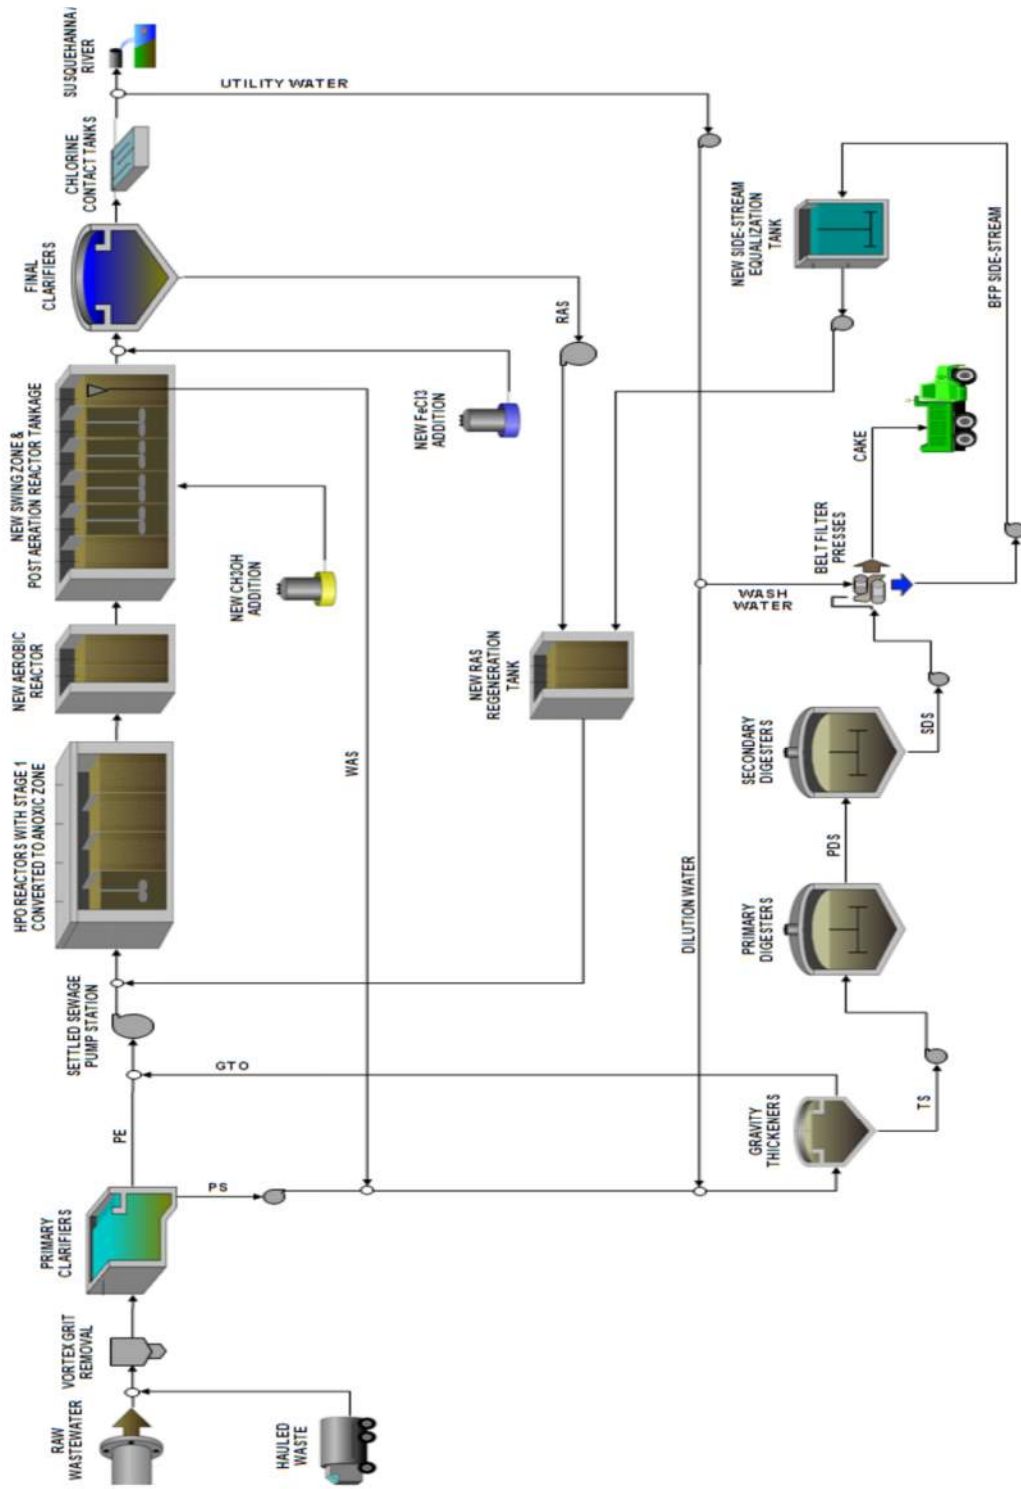 RAW
WASTEWATER
HAULED
WASTE
VORTEX GRIT
REMOVAL
PRIMARY
CLARIFIERS
PE
PS
GTO
SETTLED SEWAGE
PUMP STATION
HPO REACTORS WITH STAGE 1
CONVERTED TO ANOXIC ZONE
NEW AEROBIC
REACTOR
NEW SWING ZONE &
POST AERATION REACTOR TANKAGE
FINAL
CLARIFIERS
CHLORINE
CONTACT TANKS
SUSQUEHANNA
RIVER
UTILITY WATER
NEW CH3OH
ADDITION
NEW FeCl3
ADDITION
WAS
RAS
NEW RAS
REGENERATION
TANK
DILUTION WATER
WASH
WATER
NEW SIDE-STREAM
EQUALIZATION
TANK
GRAVITY
THICKENERS
TS
PRIMARY
DIGESTERS
PDS
SECONDARY
DIGESTERS
SDS
BELT FILTER
PRESSES
CAKE
BFP SIDE-STREAM